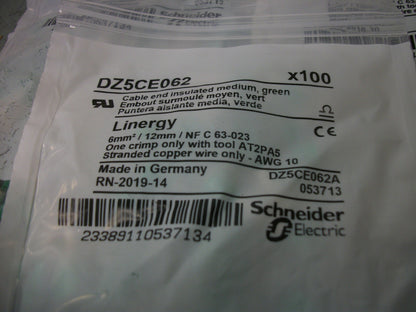 DZ5CE062 x100
Cable end insulated medium, green
Embout surmoulé moyen, vert
Puntera aislante media, verde
Linergy
6mm² / 12mm / NF C 63-023
One crimp only with tool AT2PA5
Stranded copper wire only - AWG 10
CE
Made in Germany DZ5CE062A
RN-2019-14 053713
23389110537134
Schneider
Electric